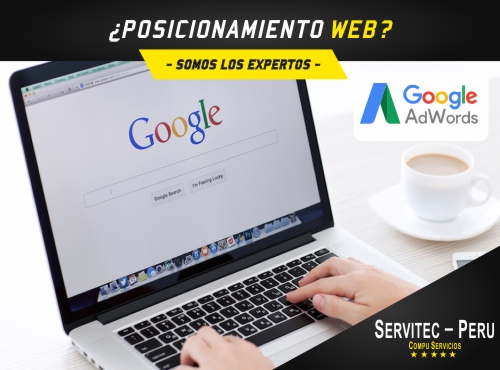 ¿POSICIONAMIENTO WEB?
- SOMOS LOS EXPERTOS -
Google
AdWords
Google
Google Search
I'm Feeling Lucky
SERVITEC – PERU
COMPU SERVICIOS